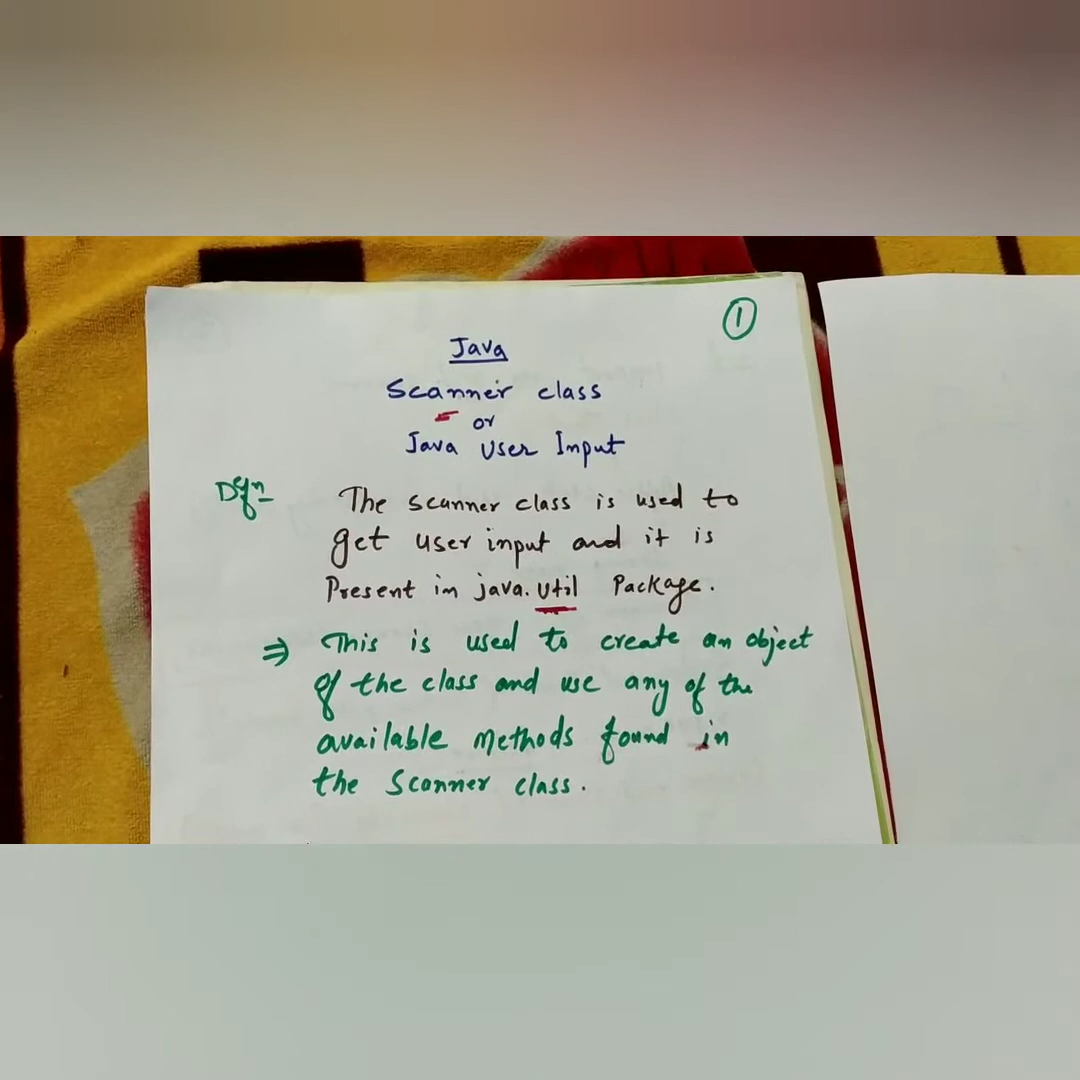 1
Java
Scanner class
or
Java User Input
Defn The scanner class is used to
get user input and it is
Present in java.util Package.
⇒ This is used to create an object
of the class and use any of the
available Methods found in
the Scanner class.